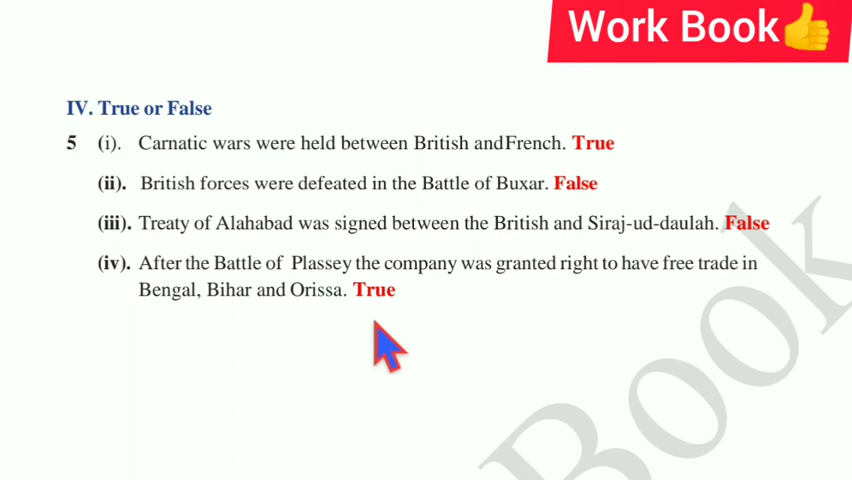 Work Book👍
IV. True or False
5 (i). Carnatic wars were held between British andFrench. True
(ii). British forces were defeated in the Battle of Buxar. False
(iii). Treaty of Alahabad was signed between the British and Siraj-ud-daulah. False
(iv). After the Battle of Plassey the company was granted right to have free trade in
Bengal, Bihar and Orissa. True
Book